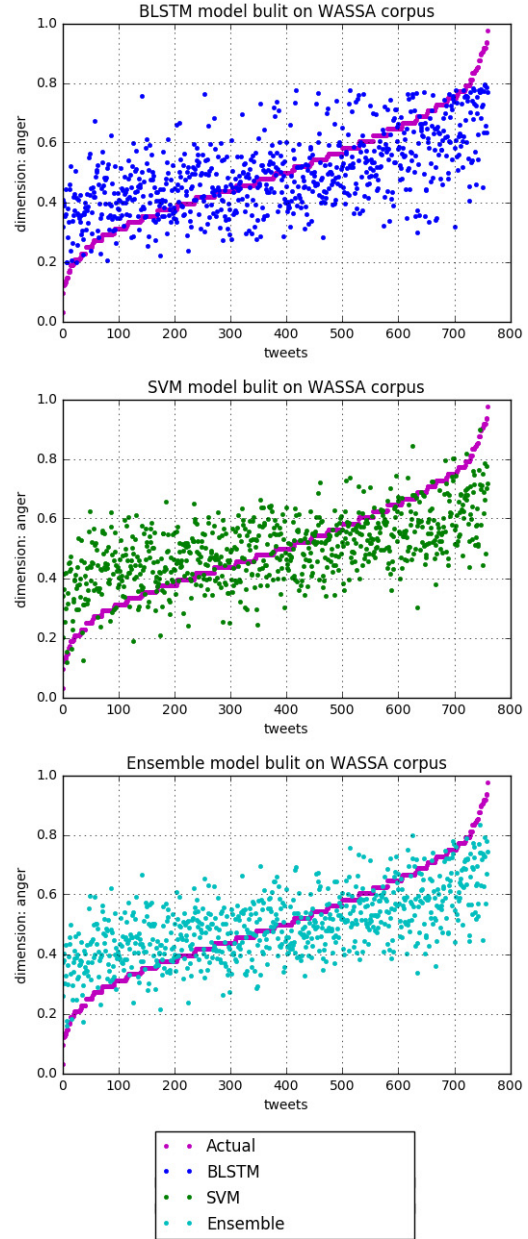 BLSTM model bulit on WASSA corpus
1.0
0.8
0.6
0.4
0.2
0.0
dimension: anger
0 100 200 300 400 500 600 700 800
tweets
SVM model bulit on WASSA corpus
1.0
0.8
0.6
0.4
0.2
0.0
dimension: anger
0 100 200 300 400 500 600 700 800
tweets
Ensemble model bulit on WASSA corpus
1.0
0.8
0.6
0.4
0.2
0.0
dimension: anger
0 100 200 300 400 500 600 700 800
tweets
Actual
BLSTM
SVM
Ensemble